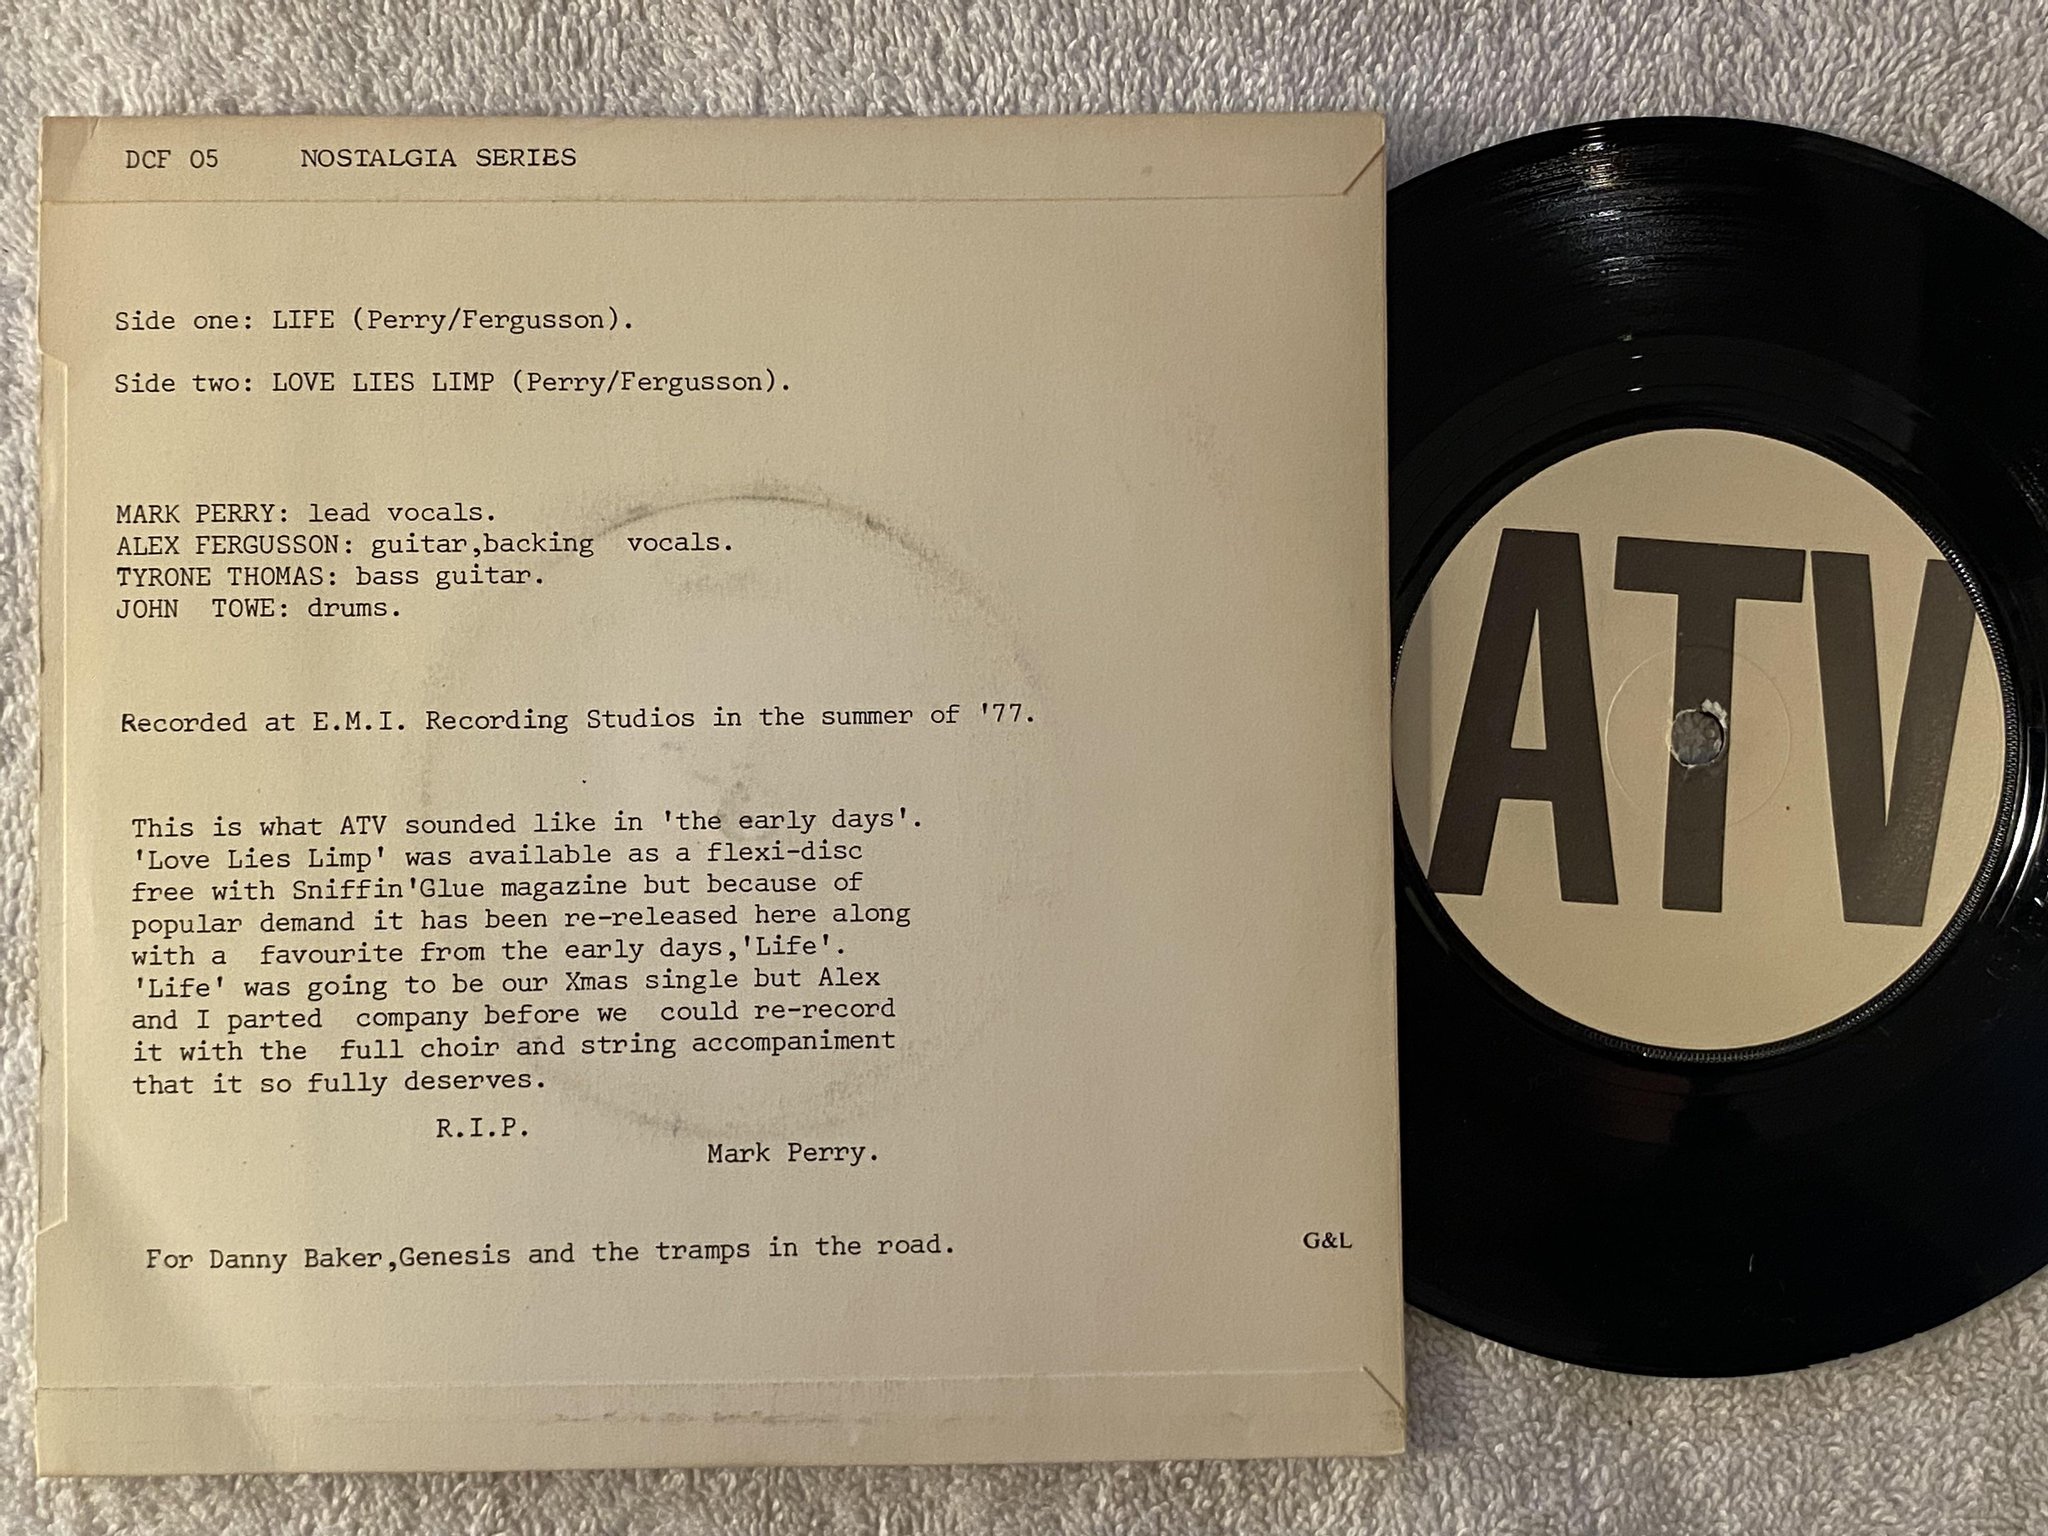 DCF 05 NOSTALGIA SERIES
Side one: LIFE (Perry/Fergusson).
Side two: LOVE LIES LIMP (Perry/Fergusson).
MARK PERRY: lead vocals.
ALEX FERGUSSON: guitar,backing vocals.
TYRONE THOMAS: bass guitar.
JOHN TOWE: drums.
Recorded at E.M.I. Recording Studios in the summer of '77.
This is what ATV sounded like in 'the early days'.
'Love Lies Limp' was available as a flexi-disc
free with Sniffin'Glue magazine but because of
popular demand it has been re-released here along
with a favourite from the early days,'Life'.
'Life' was going to be our Xmas single but Alex
and I parted company before we could re-record
it with the full choir and string accompaniment
that it so fully deserves.
R.I.P.
Mark Perry.
For Danny Baker,Genesis and the tramps in the road.
G&L
ATV